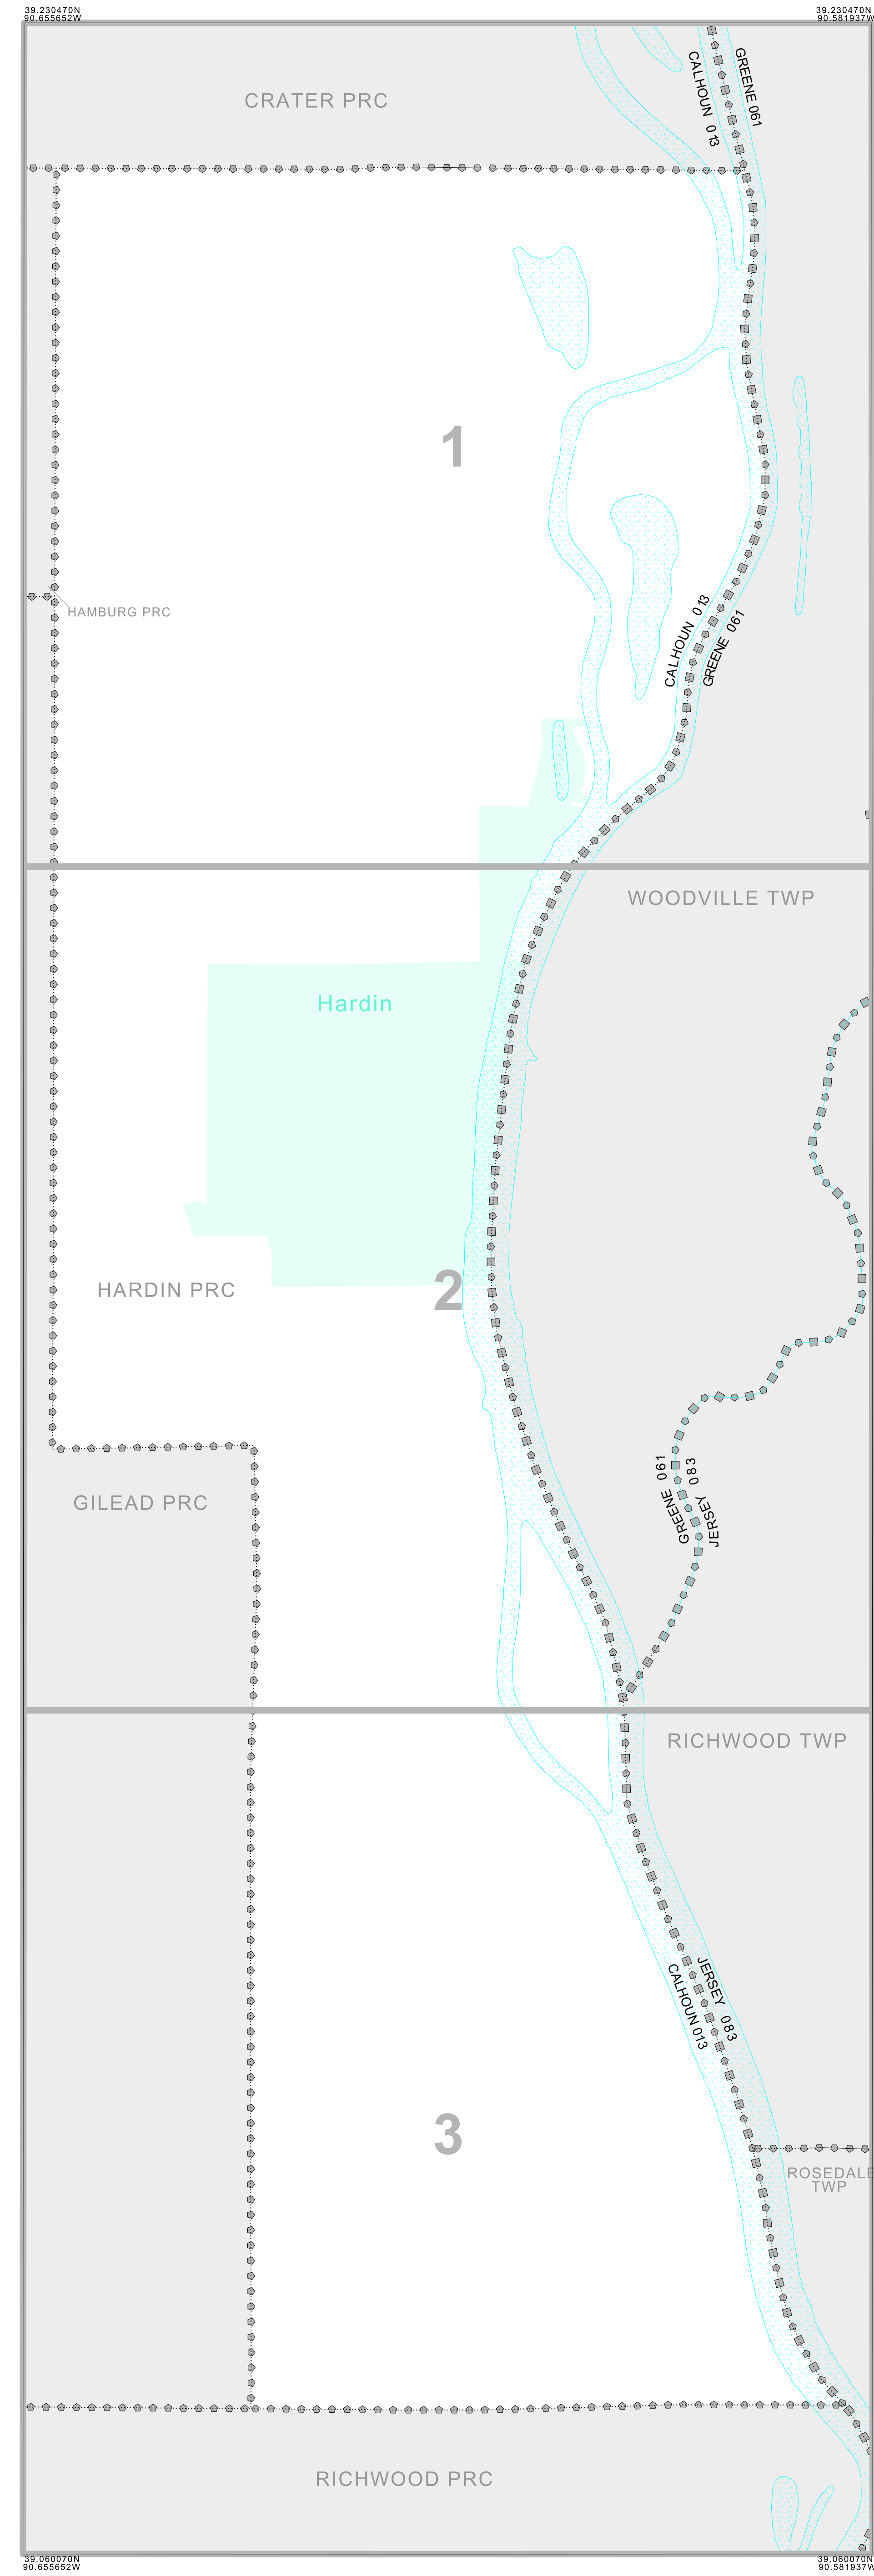 39.230470N
90.655652W
39.230470N
90.581937W
CRATER PRC
CALHOUN 013
GREENE 061
1
HAMBURG PRC
CALHOUN 013
GREENE 061
WOODVILLE TWP
Hardin
HARDIN PRC
2
GREENE 061
JERSEY 083
GILEAD PRC
RICHWOOD TWP
JERSEY 083
CALHOUN 013
3
ROSEDALE
TWP
RICHWOOD PRC
39.060070N
90.655652W
39.060070N
90.581937W